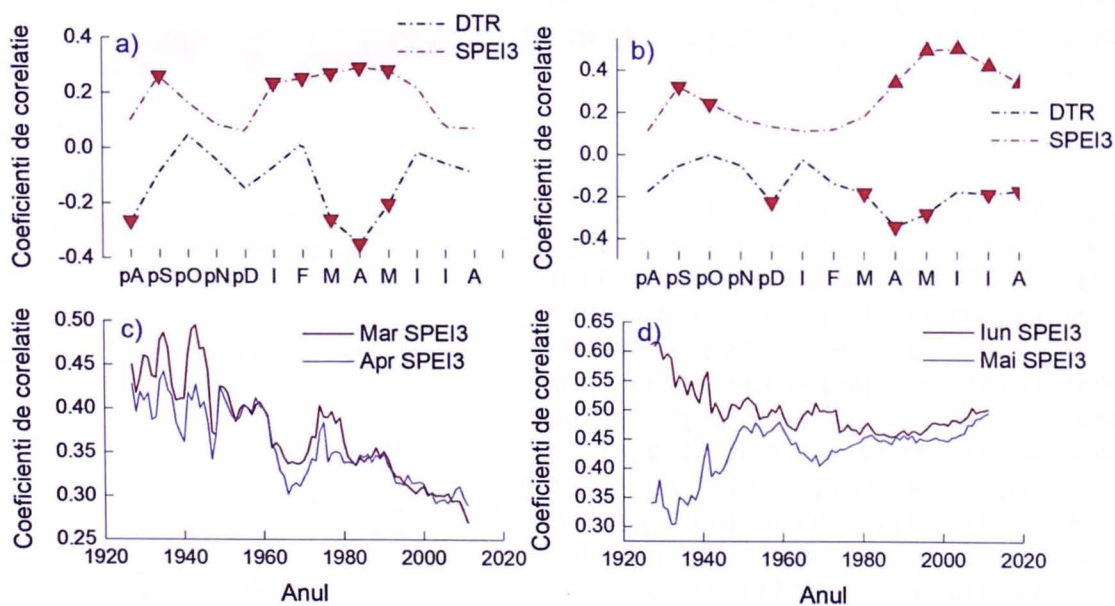 a)
DTR
SPEI3
Coeficienti de corelatie
0.4
0.2
0.0
-0.2
-0.4
pA pS pO pN pD I F M A M I I A
b)
DTR
SPEI3
Coeficienti de corelatie
0.4
0.2
0.0
-0.2
-0.4
pA pS pO pN pD I F M A M I I A
c)
Mar SPEI3
Apr SPEI3
Coeficienti de corelatie
0.50
0.45
0.40
0.35
0.30
0.25
1920 1940 1960 1980 2000 2020
Anul
d)
Iun SPEI3
Mai SPEI3
Coeficienti de corelatie
0.65
0.60
0.55
0.50
0.45
0.40
0.35
0.30
1920 1940 1960 1980 2000 2020
Anul